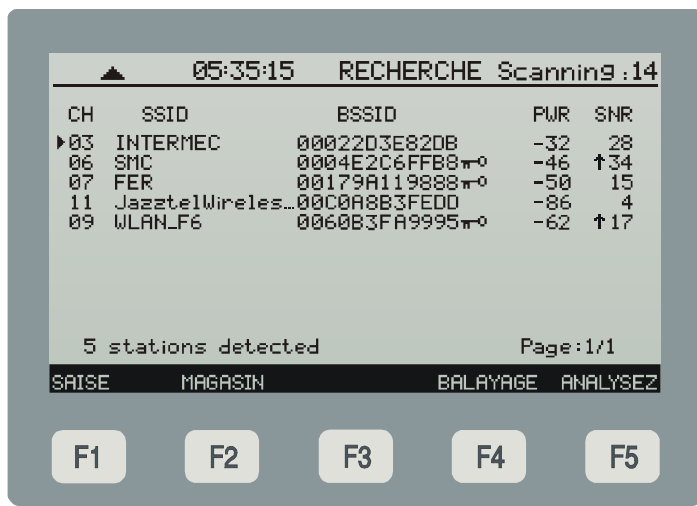 05:35:15 RECHERCHE Scanning :14
CH SSID BSSID PWR SNR
03 INTERMEC 00022D3E82DB -32 28
06 SMC 0004E2C6FFB8 -46 ↑34
07 FER 00179A119888 -50 15
11 JazztelWireles… 00C0A8B3FEDD -86 4
09 WLAN_F6 0060B3FA9995 -62 ↑17
5 stations detected Page:1/1
SAISE MAGASIN BALAYAGE ANALYSEZ
F1 F2 F3 F4 F5